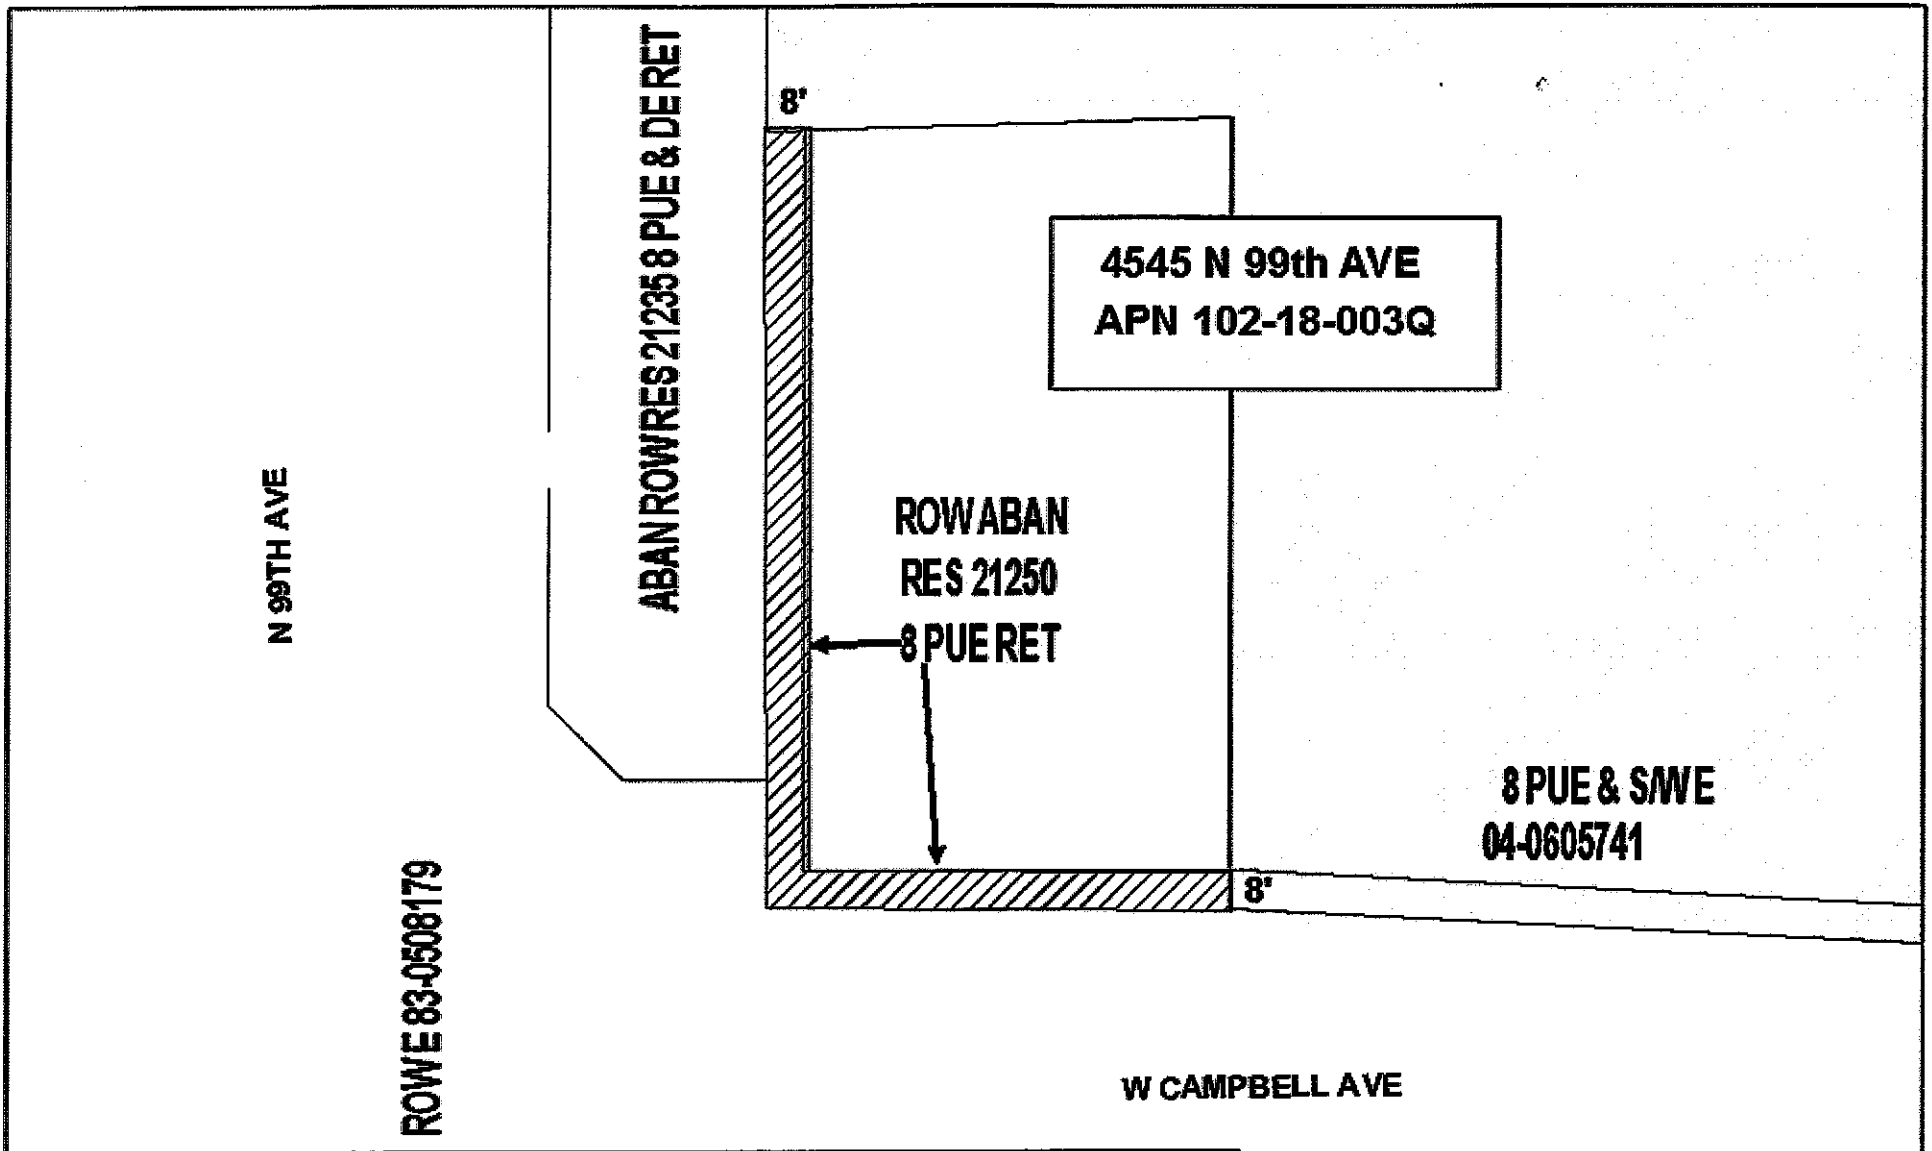 ABAN ROW RES 21235 8 PUE & DE RET
8'
4545 N 99th AVE
APN 102-18-003Q
N 99TH AVE
ROW ABAN
RES 21250
8 PUE RET
8 PUE & S/WE
04-0605741
8'
ROWE 83-0508179
W CAMPBELL AVE